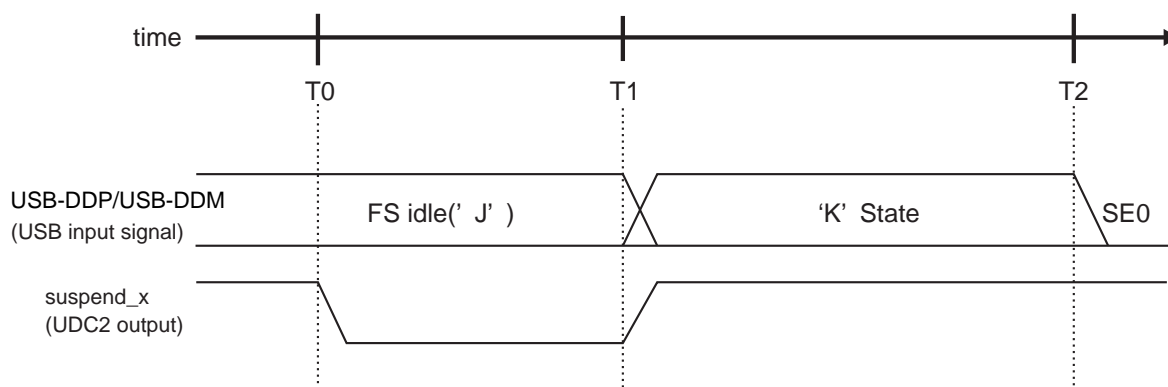 time
T0 T1 T2
USB-DDP/USB-DDM
(USB input signal)
FS idle(' J' ) ‘K’ State SE0
suspend_x
(UDC2 output)